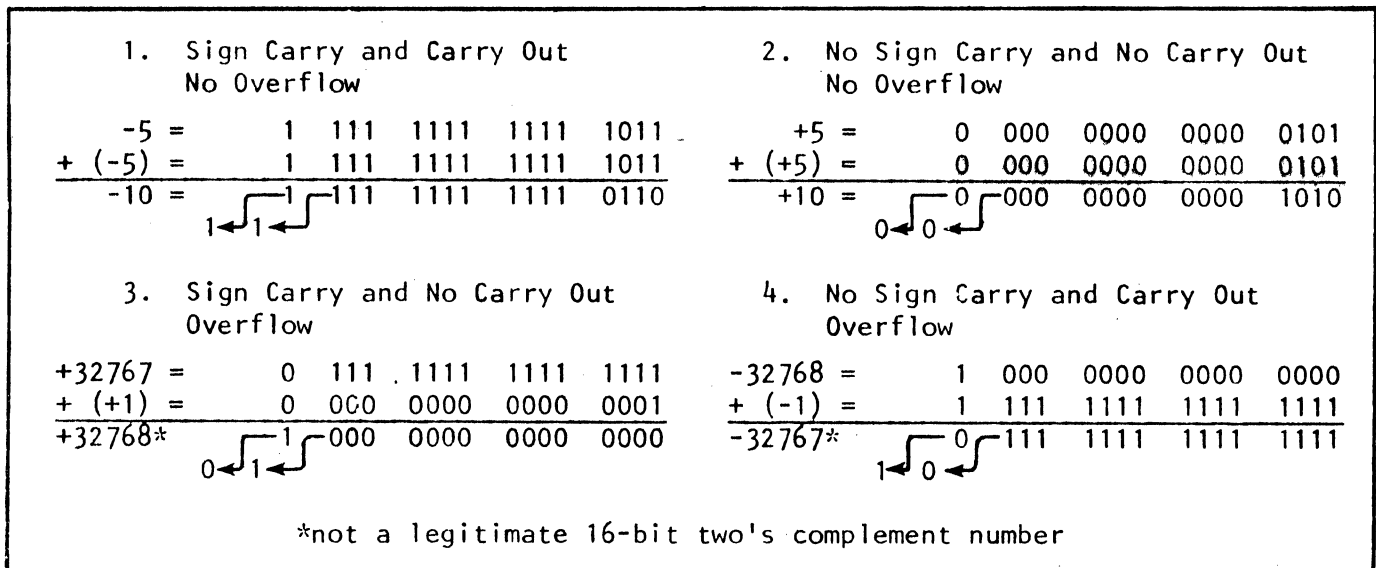 1. Sign Carry and Carry Out
No Overflow
-5 = 1 111 1111 1111 1011
+ (-5) = 1 111 1111 1111 1011
-10 = 1 111 1111 1111 0110
1 1
2. No Sign Carry and No Carry Out
No Overflow
+5 = 0 000 0000 0000 0101
+ (+5) = 0 000 0000 0000 0101
+10 = 0 000 0000 0000 1010
0 0
3. Sign Carry and No Carry Out
Overflow
+32767 = 0 111 1111 1111 1111
+ (+1) = 0 000 0000 0000 0001
+32768* 1 000 0000 0000 0000
0 1
4. No Sign Carry and Carry Out
Overflow
-32768 = 1 000 0000 0000 0000
+ (-1) = 1 111 1111 1111 1111
-32767* 0 111 1111 1111 1111
1 0
*not a legitimate 16-bit two's complement number